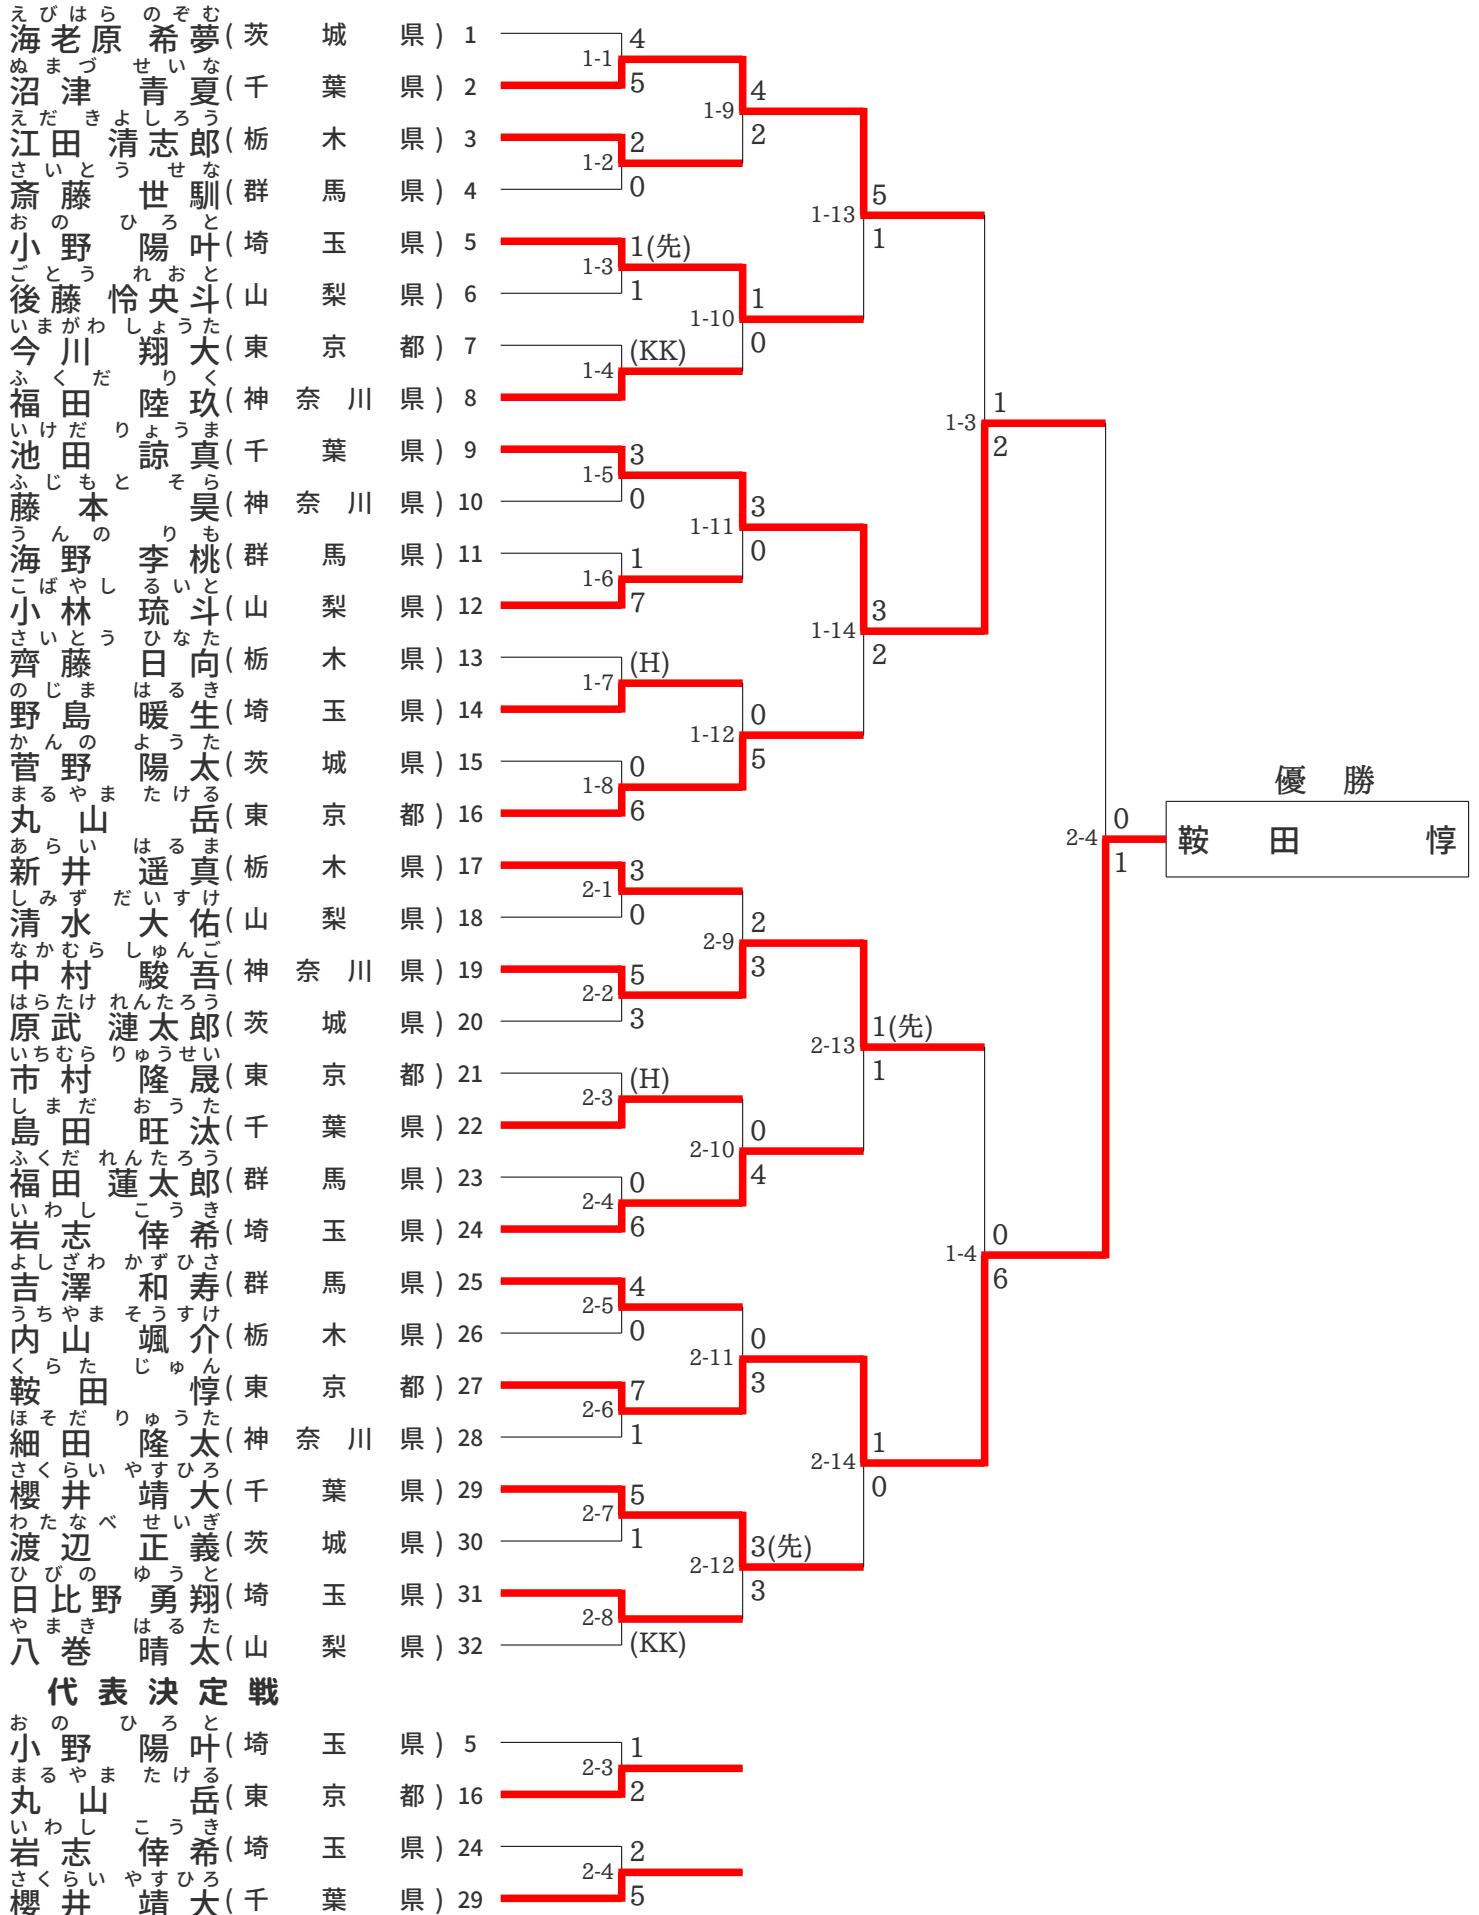 えびはら のぞむ
海老原 希夢(茨城県) 1
4
1-1
ぬまづ せいな
沼津 青夏(千葉県) 2
5
4
1-9
えだ きよしろう
江田 清志郎(栃木県) 3
2
2
1-2
さいとう せな
斎藤 世馴(群馬県) 4
0
5
1-13
おの ひろと
小野 陽叶(埼玉県) 5
1(先)
1
1-3
ごとう れおと
後藤 怜央斗(山梨県) 6
1
1
1-10
いまがわ しょうた
今川 翔大(東京都) 7
(KK)
0
1-4
ふくだ りく
福田 陸玖(神奈川県) 8
1
1-3
いけだ りょうま
池田 諒真(千葉県) 9
3
2
1-5
ふじもと そら
藤本 昊(神奈川県) 10
0
3
1-11
うんの りも
海野 李桃(群馬県) 11
1
0
1-6
こばやし るいと
小林 琉斗(山梨県) 12
7
3
1-14
さいとう ひなた
齊藤 日向(栃木県) 13
(H)
2
1-7
のじま はるき
野島 暖生(埼玉県) 14
0
1-12
かんの ようた
菅野 陽太(茨城県) 15
0
5
1-8
まるやま たける
丸山 岳(東京都) 16
6
優勝
0
2-4
鞍田 惇
1
あらい はるま
新井 遥真(栃木県) 17
3
2-1
しみず だいすけ
清水 大佑(山梨県) 18
0
2
2-9
なかむら しゅんご
中村 駿吾(神奈川県) 19
5
3
2-2
はらたけ れんたろう
原武 漣太郎(茨城県) 20
3
1(先)
2-13
いちむら りゅうせい
市村 隆晟(東京都) 21
(H)
1
2-3
しまだ おうた
島田 旺汰(千葉県) 22
0
2-10
ふくだ れんたろう
福田 蓮太郎(群馬県) 23
0
4
2-4
いわし こうき
岩志 倖希(埼玉県) 24
6
0
1-4
よしざわ かずひさ
吉澤 和寿(群馬県) 25
4
6
2-5
うちやま そうすけ
内山 颯介(栃木県) 26
0
0
2-11
くらた じゅん
鞍田 惇(東京都) 27
7
3
2-6
ほそだ りゅうた
細田 隆太(神奈川県) 28
1
1
2-14
さくらい やすひろ
櫻井 靖大(千葉県) 29
5
0
2-7
わたなべ せいぎ
渡辺 正義(茨城県) 30
1
3(先)
2-12
ひびの ゆうと
日比野 勇翔(埼玉県) 31
3
2-8
やまき はるた
八巻 晴太(山梨県) 32
(KK)
代表決定戦
おの ひろと
小野 陽叶(埼玉県) 5
1
2-3
まるやま たける
丸山 岳(東京都) 16
2
いわし こうき
岩志 倖希(埼玉県) 24
2
2-4
さくらい やすひろ
櫻井 靖大(千葉県) 29
5